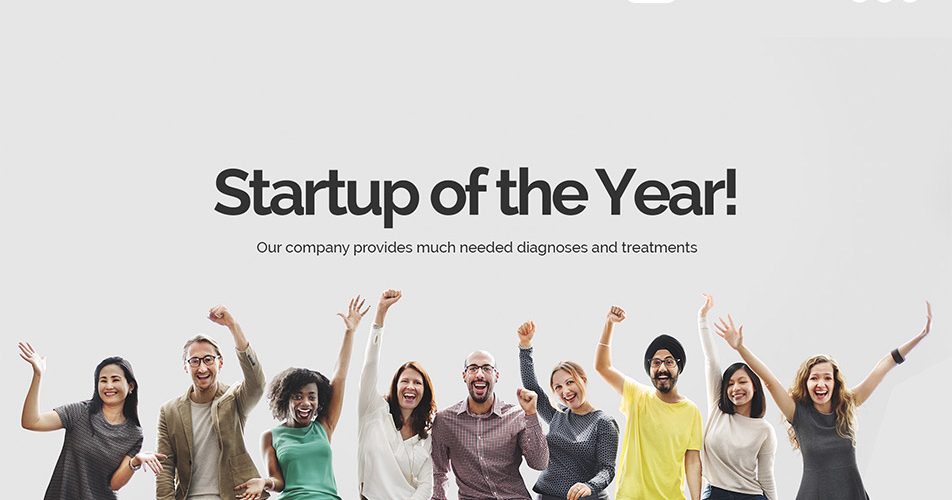 Startup of the Year!
Our company provides much needed diagnoses and treatments